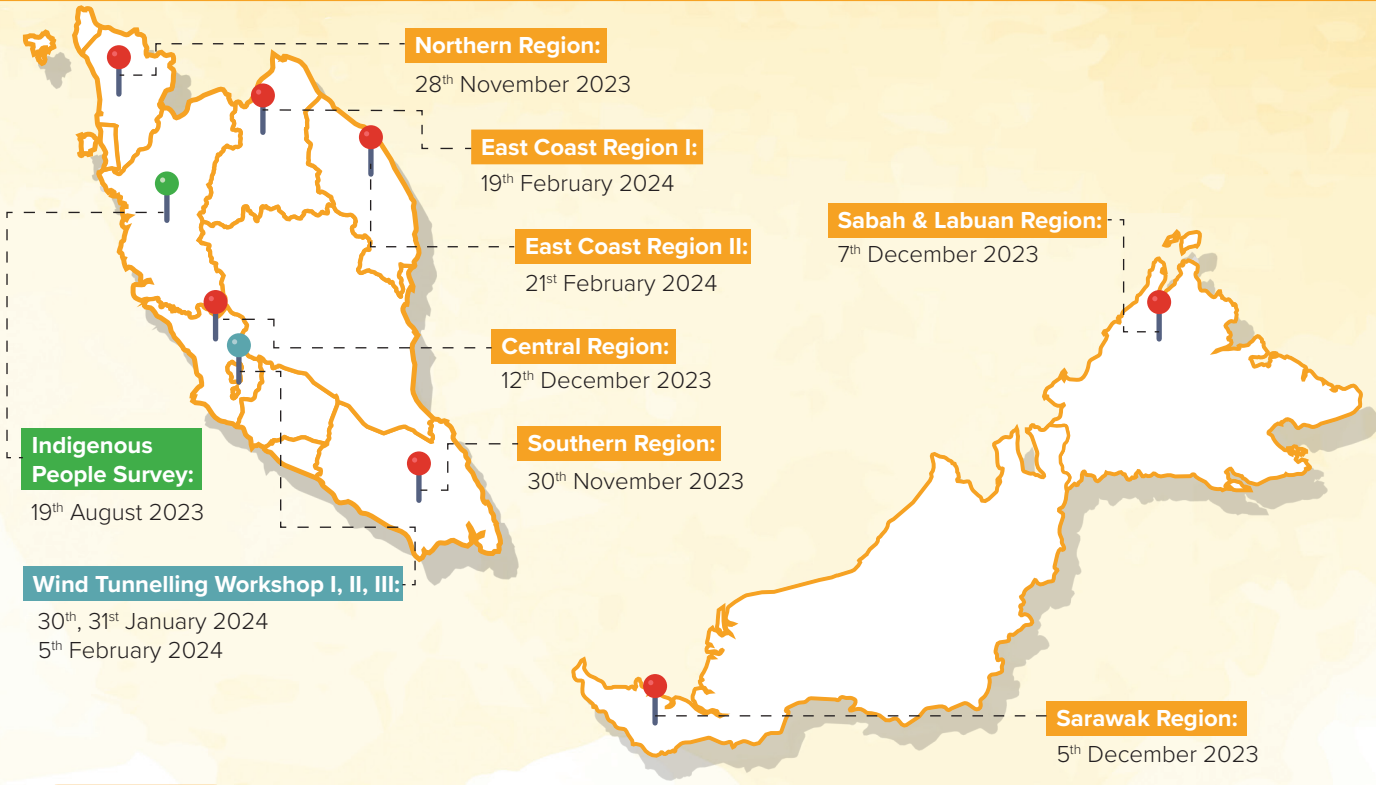 Northern Region:
28th November 2023
East Coast Region I:
19th February 2024
East Coast Region II:
21st February 2024
Central Region:
12th December 2023
Southern Region:
30th November 2023
Indigenous
People Survey:
19th August 2023
Wind Tunnelling Workshop I, II, III:
30th, 31st January 2024
5th February 2024
Sabah & Labuan Region:
7th December 2023
Sarawak Region:
5th December 2023